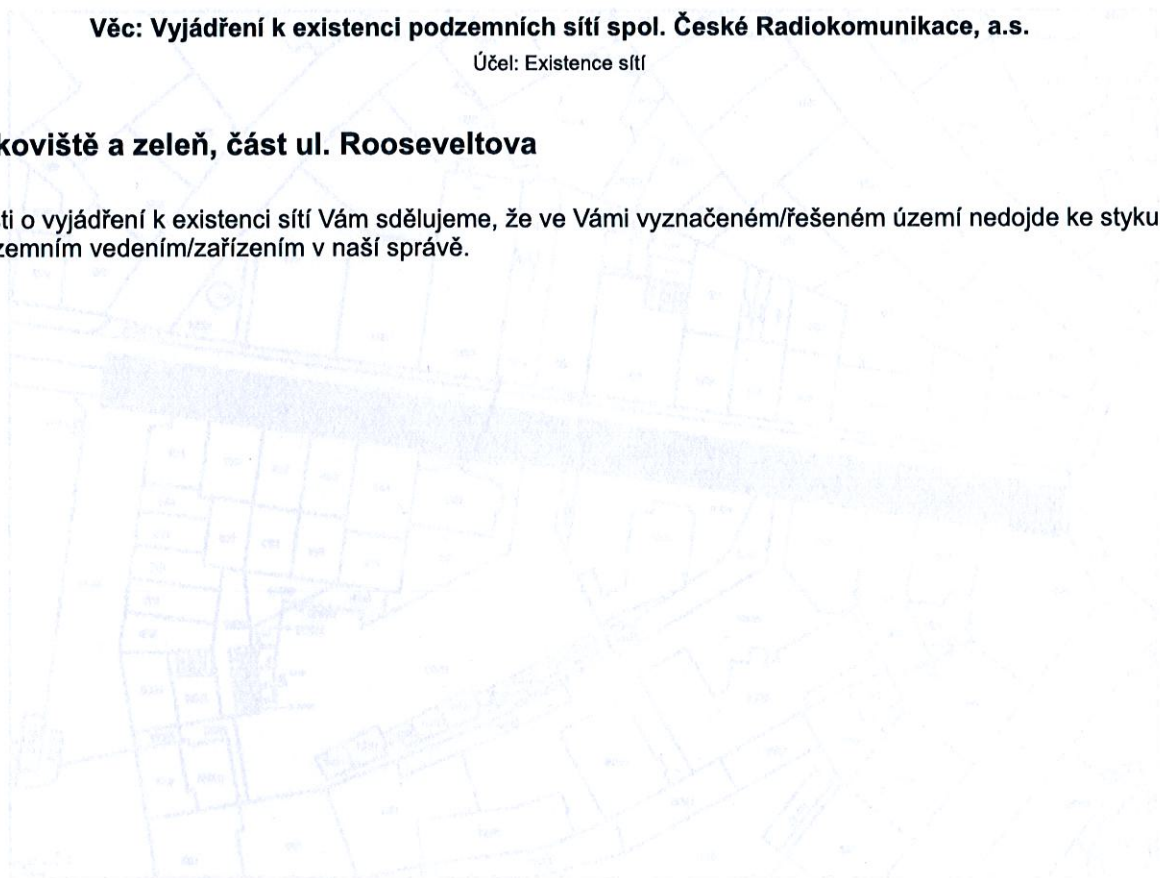 Věc: Vyjádření k existenci podzemních sítí spol. České Radiokomunikace, a.s.
Účel: Existence sítí
koviště a zeleň, část ul. Rooseveltova
sti o vyjádření k existenci sítí Vám sdělujeme, že ve Vámi vyznačeném/řešeném území nedojde ke styku
zemním vedením/zařízením v naší správě.